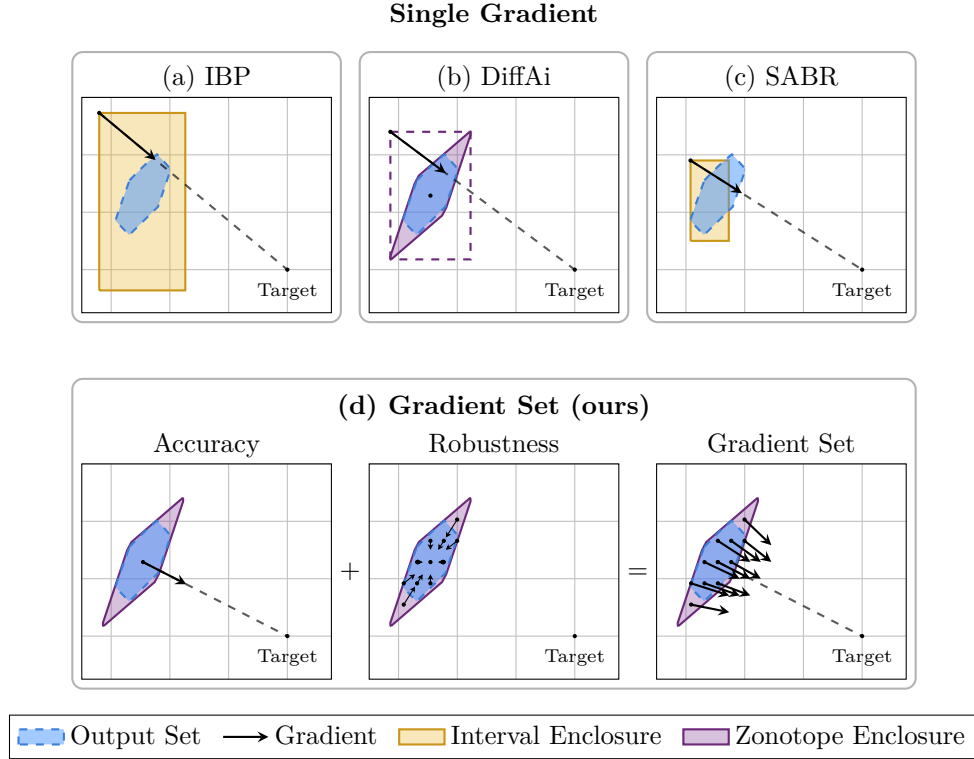 Single Gradient
(a) IBP
(b) DiffAi
(c) SABR
Target
Target
Target
(d) Gradient Set (ours)
Accuracy
Robustness
Gradient Set
+
=
Target
Target
Target
Output Set
Gradient
Interval Enclosure
Zonotope Enclosure